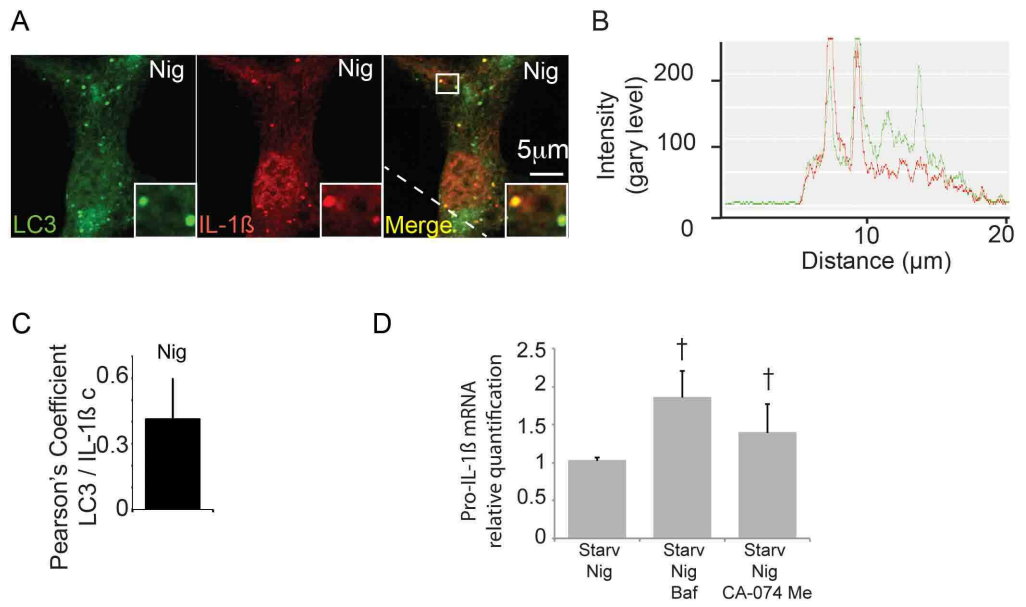 A
Nig
Nig
Nig
5μm
LC3
IL-1ß
Merge
B
Intensity
(gary level)
200
100
0
10
20
Distance (µm)
C
Nig
Pearson's Coefficient
LC3 / IL-1ß c
0.6
0.3
0
D
Pro-IL-1ß mRNA
relative quantification
2.5
2
1.5
1
0.5
0
†
†
Starv
Nig
Starv
Nig
Baf
Starv
Nig
CA-074 Me